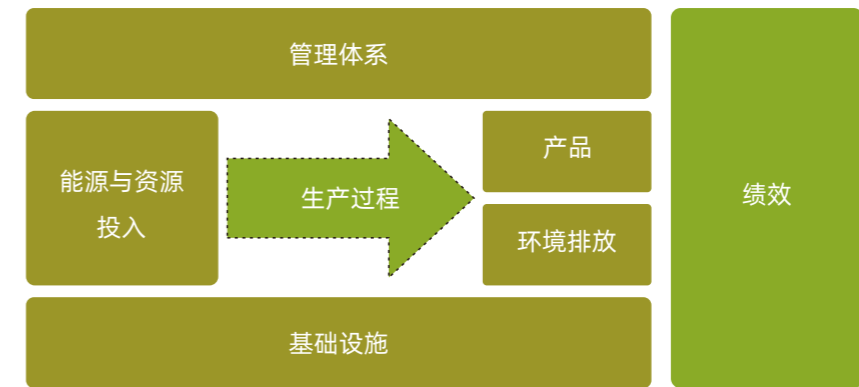 管理体系
能源与资源
投入
生产过程
产品
环境排放
绩效
基础设施